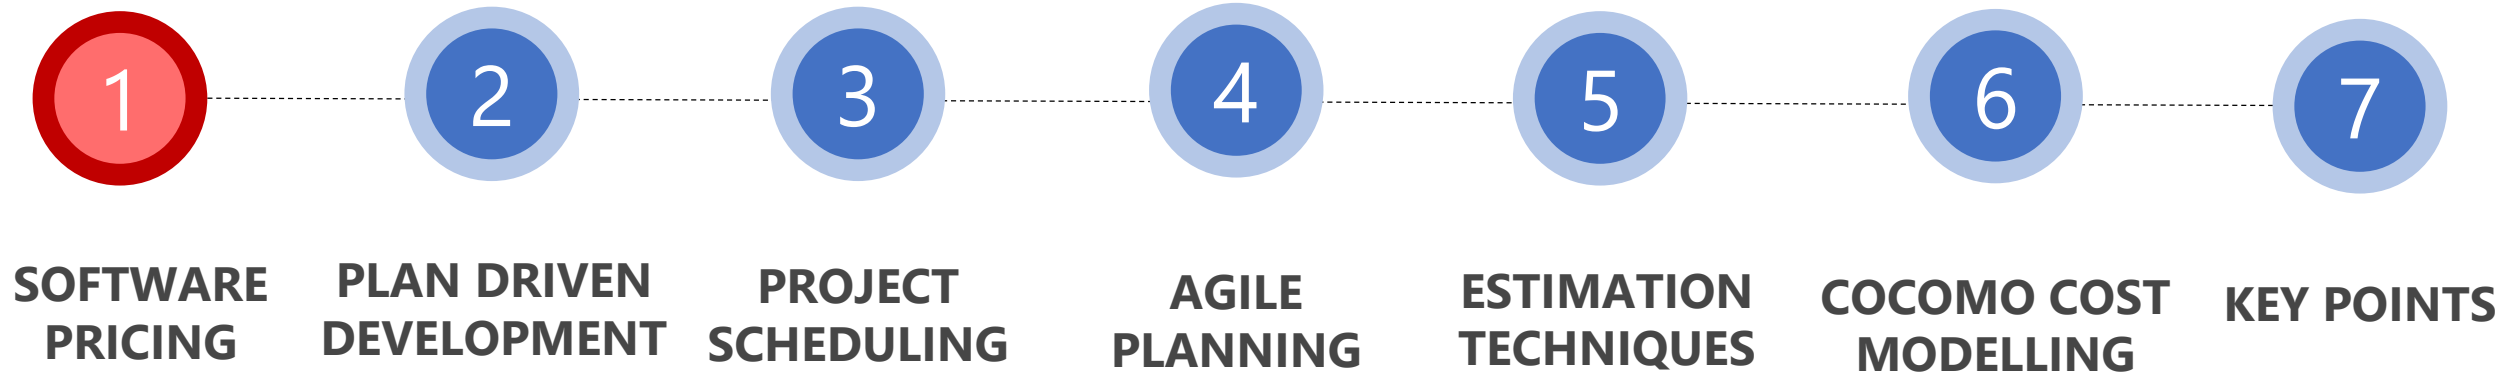 1
2
3
4
5
6
7
SOFTWARE
PRICING
PLAN DRIVEN
DEVELOPMENT
PROJECT
SCHEDULING
AGILE
PLANNING
ESTIMATION
TECHNIQUES
COCOMO COST
MODELLING
KEY POINTS